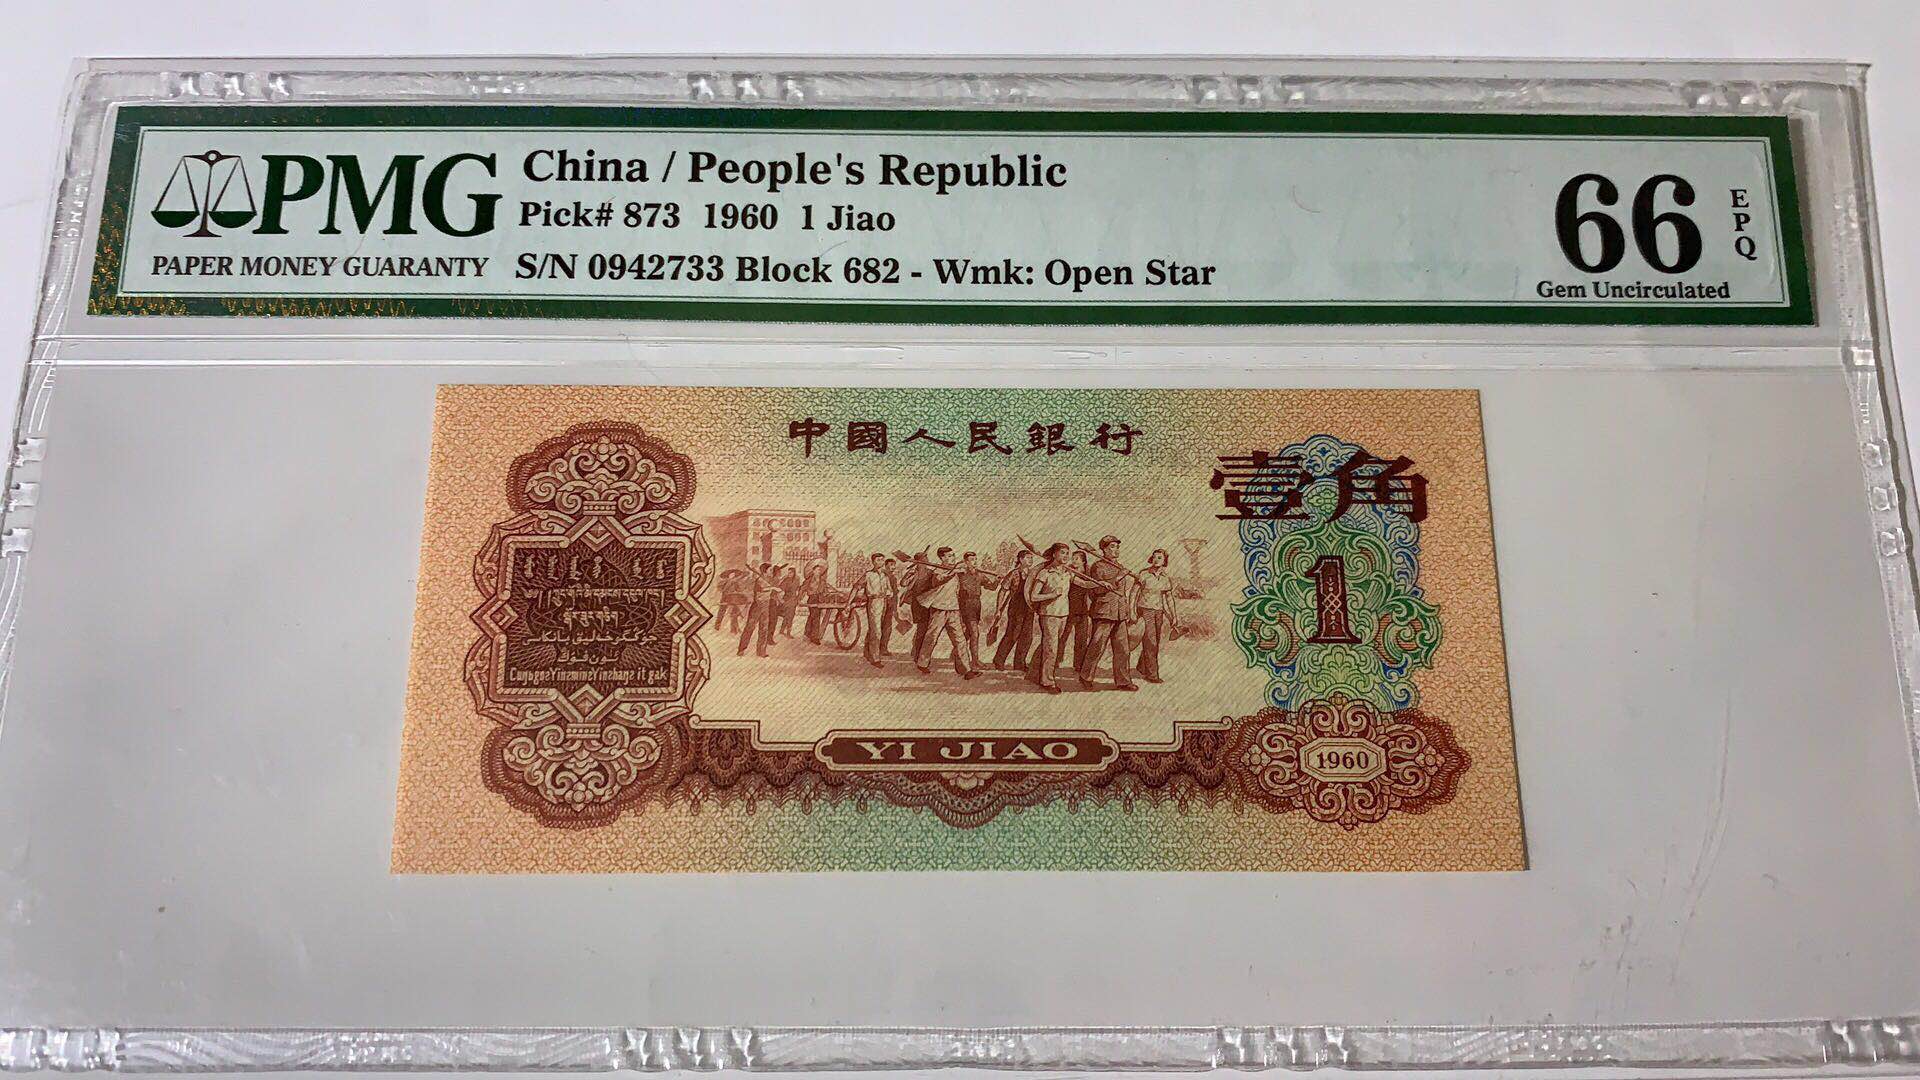 PMG
PAPER MONEY GUARANTY
China / People's Republic
Pick# 873 1960 1 Jiao
S/N 0942733 Block 682 - Wmk: Open Star
66
EPQ
Gem Uncirculated
中國人民銀行
壹角
1
YI JIAO
1960